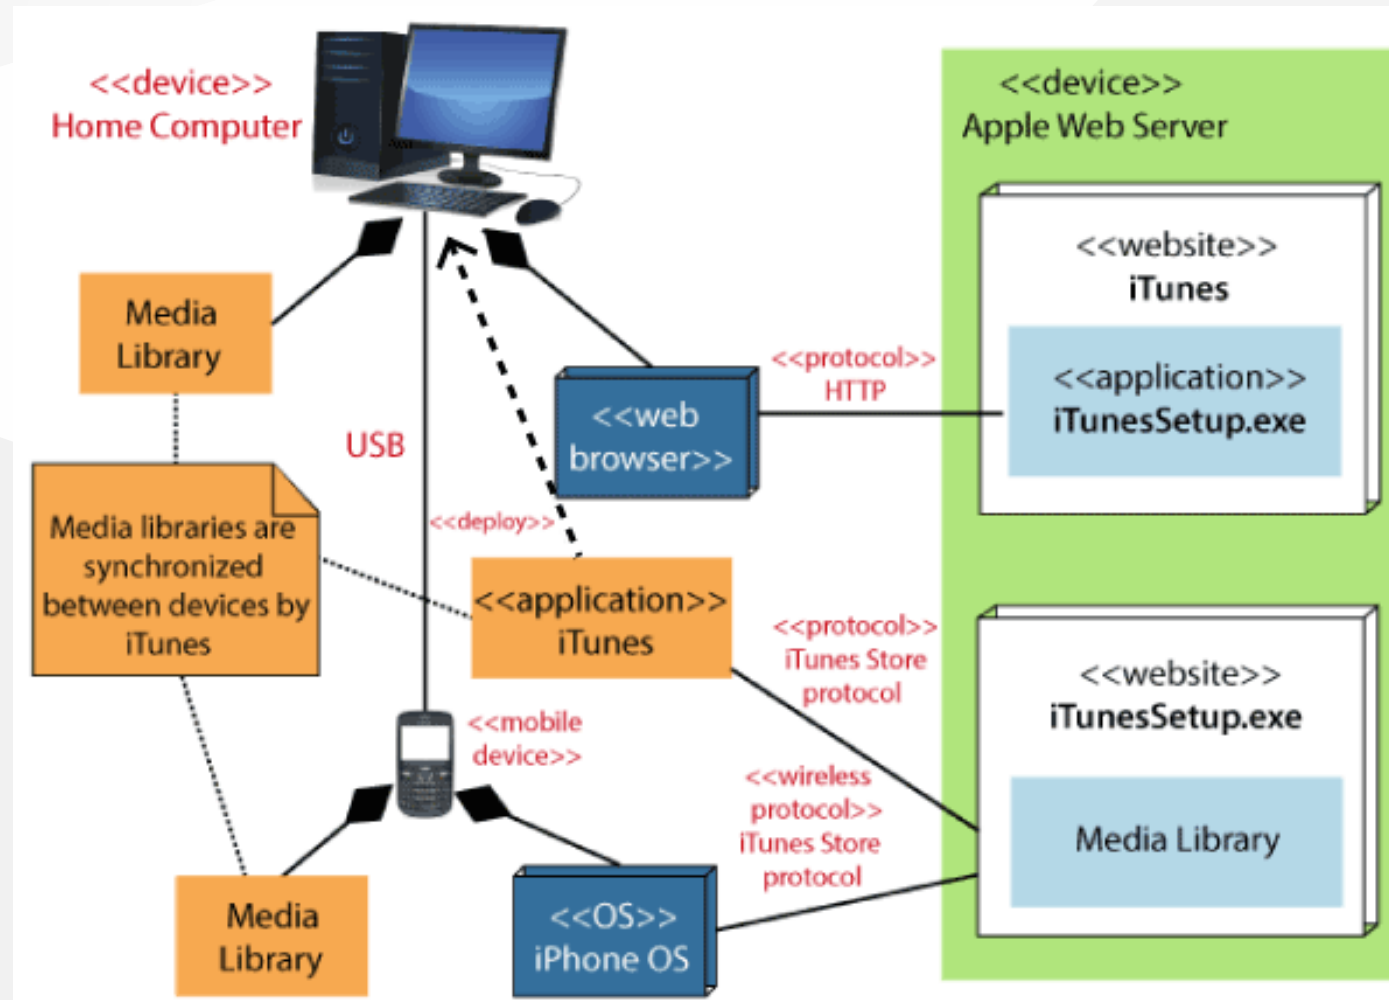 <<device>>
Home Computer
<<device>>
Apple Web Server
<<website>>
iTunes
<<application>>
iTunesSetup.exe
Media
Library
<<protocol>>
HTTP
<<web
browser>>
USB
<<deploy>>
Media libraries are
synchronized
between devices by
iTunes
<<application>>
iTunes
<<protocol>>
iTunes Store
protocol
<<website>>
iTunesSetup.exe
Media Library
<<mobile
device>>
<<wireless
protocol>>
iTunes Store
protocol
Media
Library
<<OS>>
iPhone OS